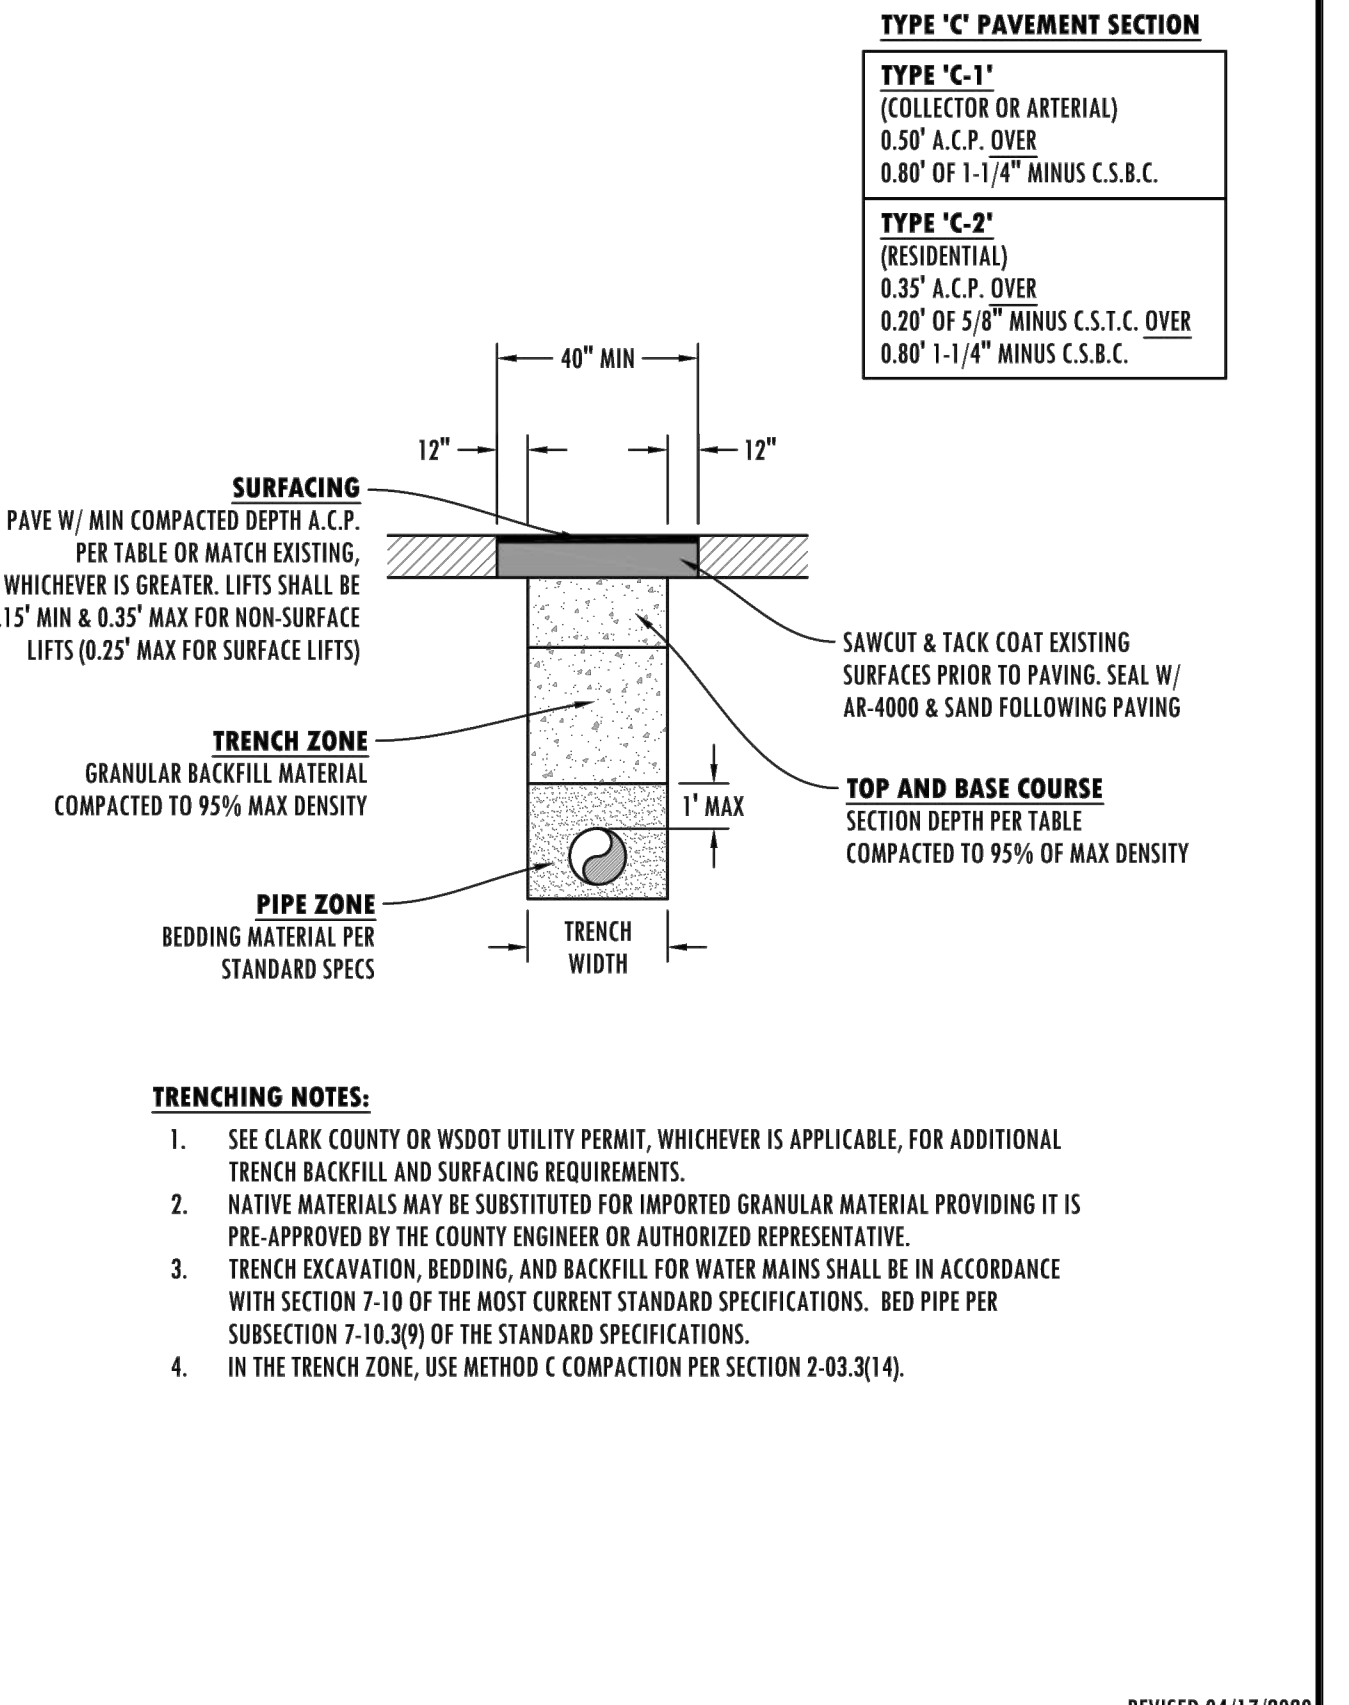 TYPE 'C' PAVEMENT SECTION
TYPE 'C-1'
(COLLECTOR OR ARTERIAL)
0.50' A.C.P. OVER
0.80' OF 1-1/4" MINUS C.S.B.C.
TYPE 'C-2'
(RESIDENTIAL)
0.35' A.C.P. OVER
0.20' OF 5/8" MINUS C.S.T.C. OVER
0.80' 1-1/4" MINUS C.S.B.C.
40" MIN
12"
12"
SURFACING
PAVE W/ MIN COMPACTED DEPTH A.C.P.
PER TABLE OR MATCH EXISTING,
WHICHEVER IS GREATER. LIFTS SHALL BE
.15' MIN & 0.35' MAX FOR NON-SURFACE
LIFTS (0.25' MAX FOR SURFACE LIFTS)
SAWCUT & TACK COAT EXISTING
SURFACES PRIOR TO PAVING. SEAL W/
AR-4000 & SAND FOLLOWING PAVING
TRENCH ZONE
GRANULAR BACKFILL MATERIAL
COMPACTED TO 95% MAX DENSITY
1' MAX
TOP AND BASE COURSE
SECTION DEPTH PER TABLE
COMPACTED TO 95% OF MAX DENSITY
PIPE ZONE
BEDDING MATERIAL PER
STANDARD SPECS
TRENCH
WIDTH
TRENCHING NOTES:
1. SEE CLARK COUNTY OR WSDOT UTILITY PERMIT, WHICHEVER IS APPLICABLE, FOR ADDITIONAL
TRENCH BACKFILL AND SURFACING REQUIREMENTS.
2. NATIVE MATERIALS MAY BE SUBSTITUTED FOR IMPORTED GRANULAR MATERIAL PROVIDING IT IS
PRE-APPROVED BY THE COUNTY ENGINEER OR AUTHORIZED REPRESENTATIVE.
3. TRENCH EXCAVATION, BEDDING, AND BACKFILL FOR WATER MAINS SHALL BE IN ACCORDANCE
WITH SECTION 7-10 OF THE MOST CURRENT STANDARD SPECIFICATIONS. BED PIPE PER
SUBSECTION 7-10.3(9) OF THE STANDARD SPECIFICATIONS.
4. IN THE TRENCH ZONE, USE METHOD C COMPACTION PER SECTION 2-03.3(14).
REVISED